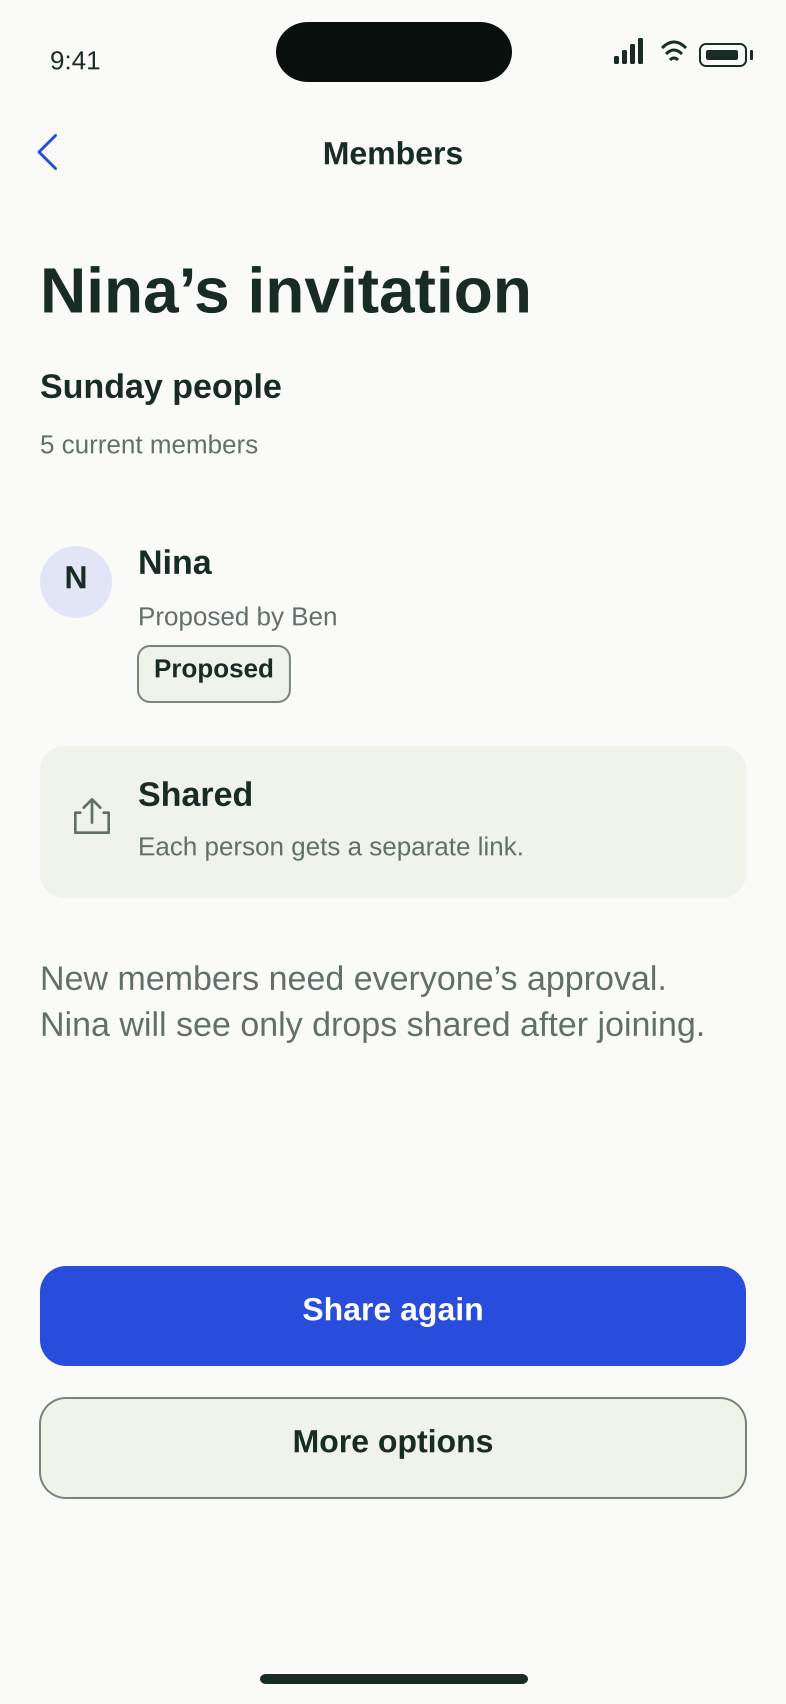 9:41
Members
Nina’s invitation
Sunday people
5 current members
N
Nina
Proposed by Ben
Proposed
Shared
Each person gets a separate link.
New members need everyone’s approval.
Nina will see only drops shared after joining.
Share again
More options